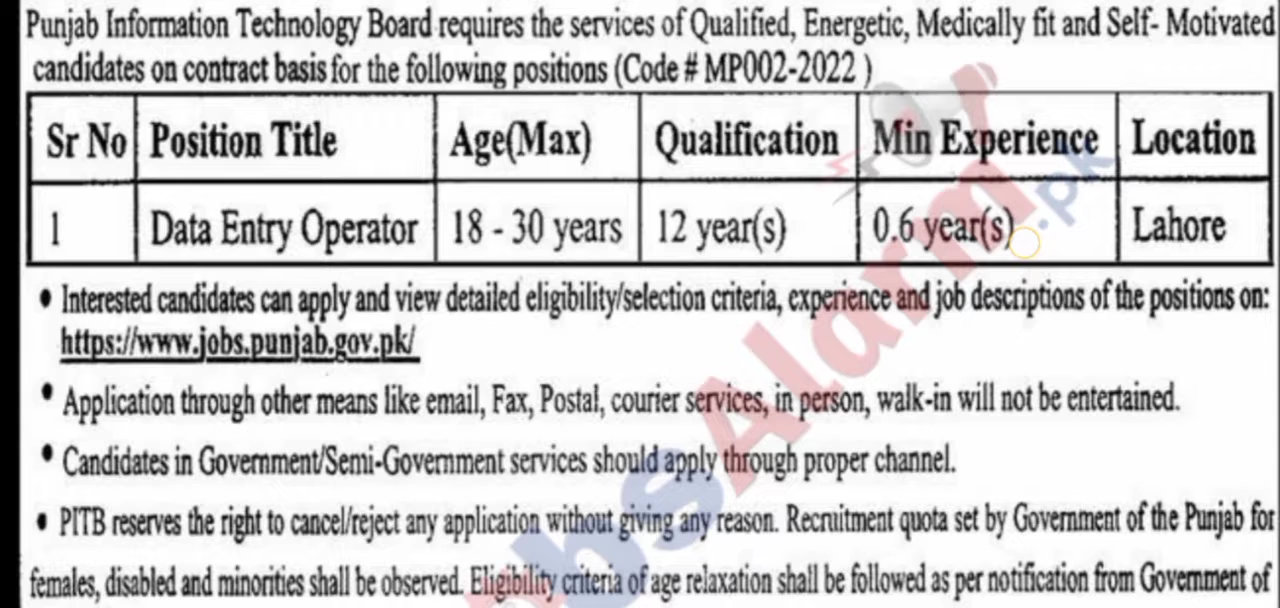 Punjab Information Technology Board requires the services of Qualified, Energetic, Medically fit and Self- Motivated
candidates on contract basis for the following positions (Code # MP002-2022 )
Sr No Position Title Age(Max) Qualification Min Experience Location
1 Data Entry Operator 18 - 30 years 12 year(s) 0.6 year(s) Lahore
• Interested candidates can apply and view detailed eligibility/selection criteria, experience and job descriptions of the positions on:
https://www.jobs.punjab.gov.pk/
• Application through other means like email, Fax, Postal, courier services, in person, walk-in will not be entertained.
• Candidates in Government/Semi-Government services should apply through proper channel.
• PITB reserves the right to cancel/reject any application without giving any reason. Recruitment quota set by Government of the Punjab for
females, disabled and minorities shall be observed. Eligibility criteria of age relaxation shall be followed as per notification from Government of
JobsAlarm.pk